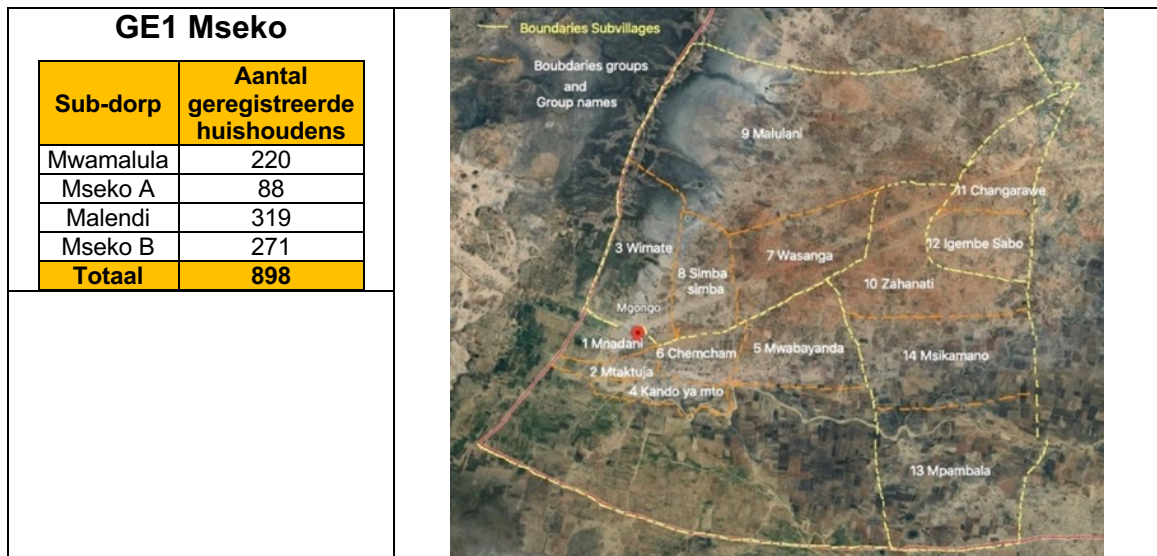 GE1 Mseko
Sub-dorp
Aantal
geregistreerde
huishoudens
Mwamalula 220
Mseko A 88
Malendi 319
Mseko B 271
Totaal 898
Boundaries Subvillages
Boubdaries groups
and
Group names
9 Malulani
11 Changarawe
3 Wimate
12 Igembe Sabo
7 Wasanga
8 Simba
simba
10 Zahanati
Mgongo
1 Mnadani
6 Chemcham
5 Mwabayanda
14 Msikamano
2 Mtaktuja
4 Kando ya mto
13 Mpambala